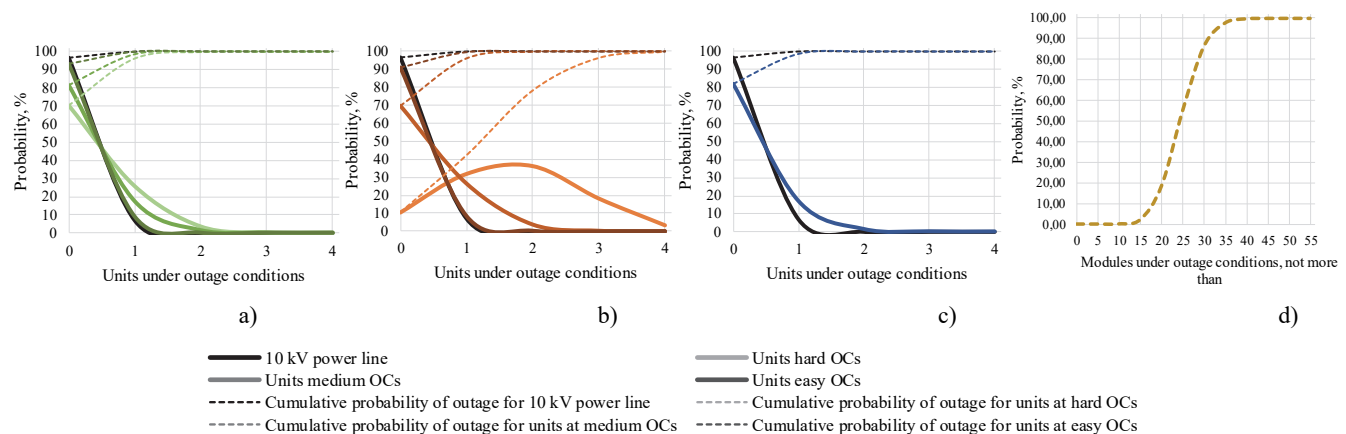 100
90
80
70
60
50
40
30
20
10
0
Probability, %
0 1 2 3 4
Units under outage conditions
a)
100
90
80
70
60
50
40
30
20
10
0
Probability, %
0 1 2 3 4
Units under outage conditions
b)
100
90
80
70
60
50
40
30
20
10
0
Probability, %
0 1 2 3 4
Units under outage conditions
c)
100,00
90,00
80,00
70,00
60,00
50,00
40,00
30,00
20,00
10,00
0,00
Probability, %
0 5 10 15 20 25 30 35 40 45 50 55
Modules under outage conditions, not more
than
d)
10 kV power line
Units hard OCs
Units medium OCs
Units easy OCs
Cumulative probability of outage for 10 kV power line
Cumulative probability of outage for units at hard OCs
Cumulative probability of outage for units at medium OCs
Cumulative probability of outage for units at easy OCs